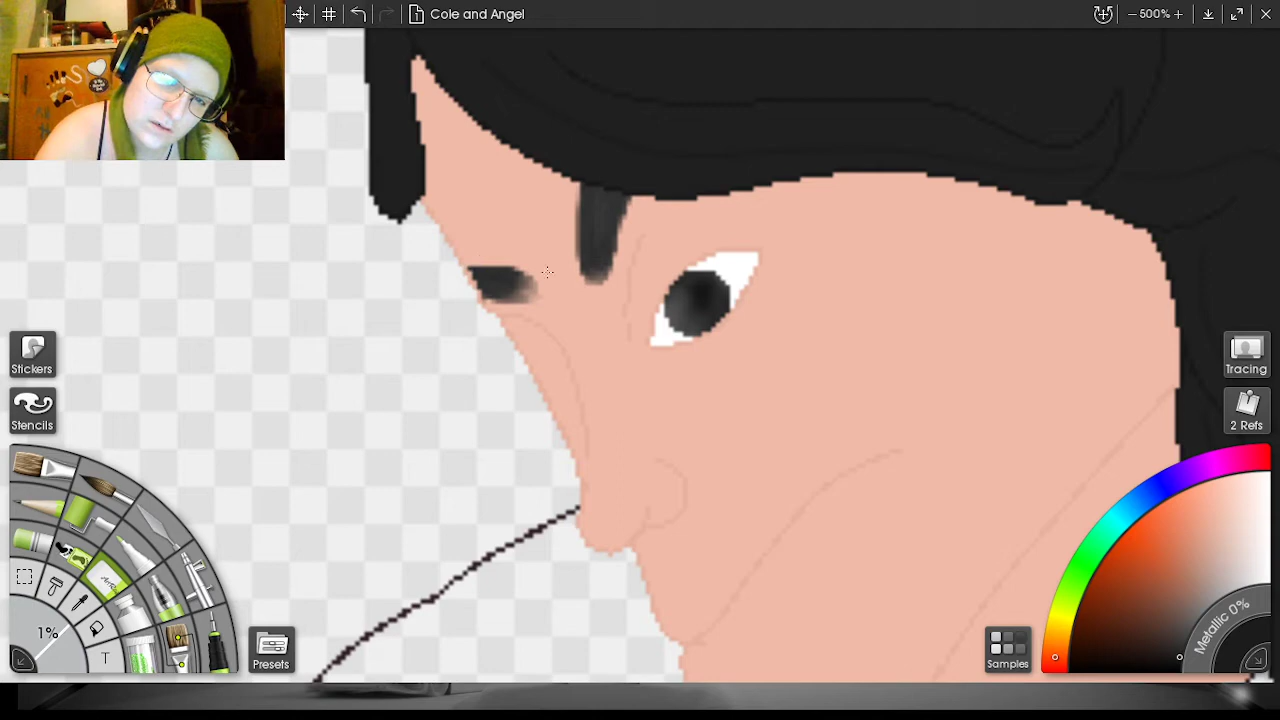 Cole and Angel
500%
Stickers
Stencils
Tracing
2 Refs
Metallic 0%
1%
T
Presets
Samples